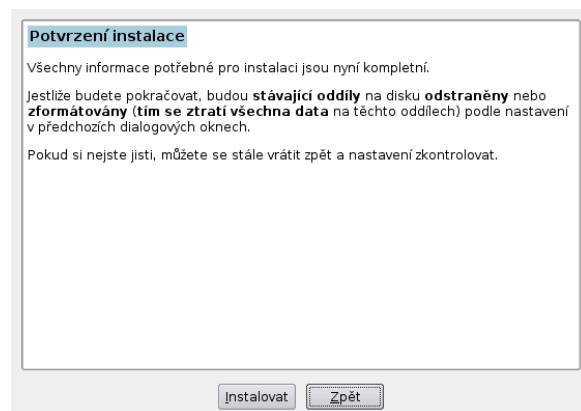 Potvrzení instalace
Všechny informace potřebné pro instalaci jsou nyní kompletní.
Jestliže budete pokračovat, budou stávající oddíly na disku odstraněny nebo
zformátovány (tím se ztratí všechna data na těchto oddílech) podle nastavení
v předchozích dialogových oknech.
Pokud si nejste jisti, můžete se stále vrátit zpět a nastavení zkontrolovat.
Instalovat
Zpět